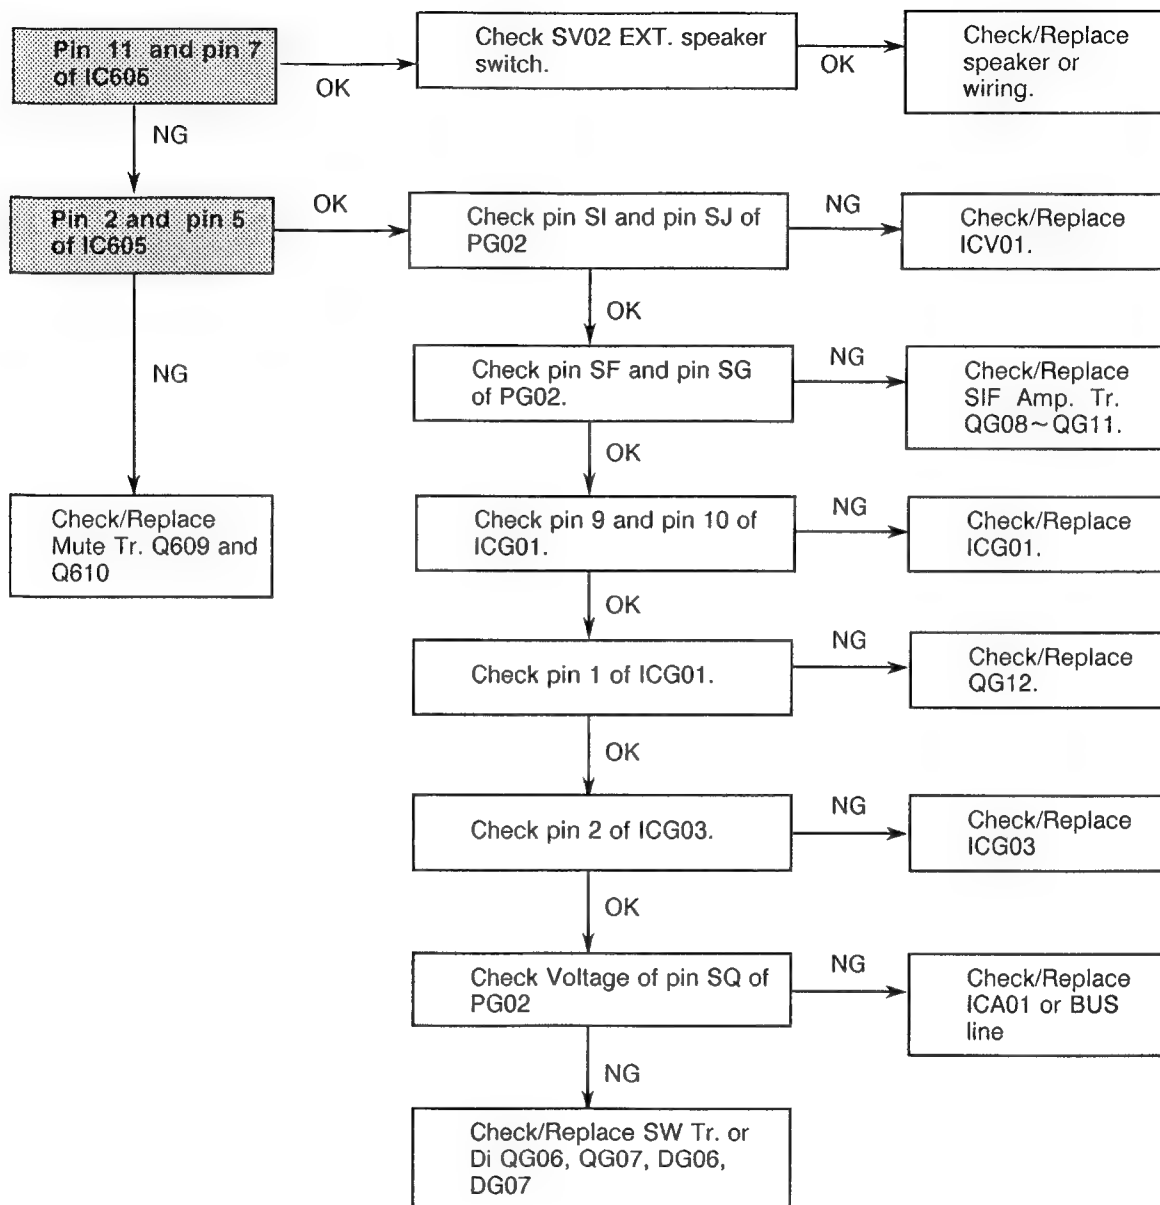 Pin 11 and pin 7
of IC605
OK
Check SV02 EXT. speaker
switch.
OK
Check/Replace
speaker or
wiring.
NG
Pin 2 and pin 5
of IC605
OK
Check pin SI and pin SJ of
PG02
NG
Check/Replace
ICV01.
OK
NG
Check pin SF and pin SG
of PG02.
NG
Check/Replace
SIF Amp. Tr.
QG08~QG11.
OK
Check/Replace
Mute Tr. Q609 and
Q610
Check pin 9 and pin 10 of
ICG01.
NG
Check/Replace
ICG01.
OK
Check pin 1 of ICG01.
NG
Check/Replace
QG12.
OK
Check pin 2 of ICG03.
NG
Check/Replace
ICG03
OK
Check Voltage of pin SQ of
PG02
NG
Check/Replace
ICA01 or BUS
line
NG
Check/Replace SW Tr. or
Di QG06, QG07, DG06,
DG07